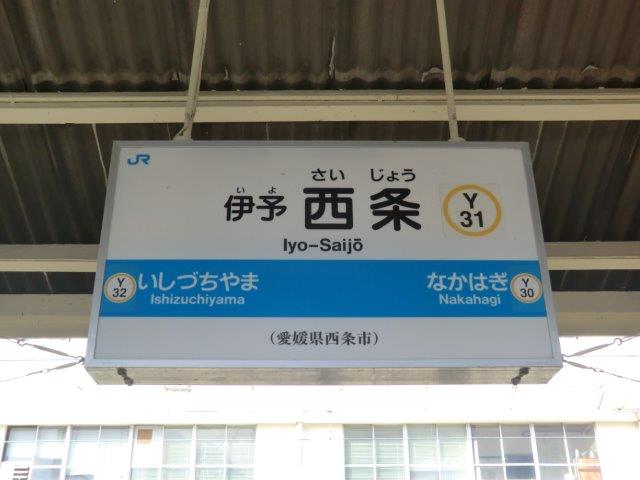 JR
いよ さい じょう
伊予 西条
Iyo-Saijō
Y
31
Y
32
いしづちやま
Ishizuchiyama
なかはぎ
Nakahagi
Y
30
（愛媛県西条市）